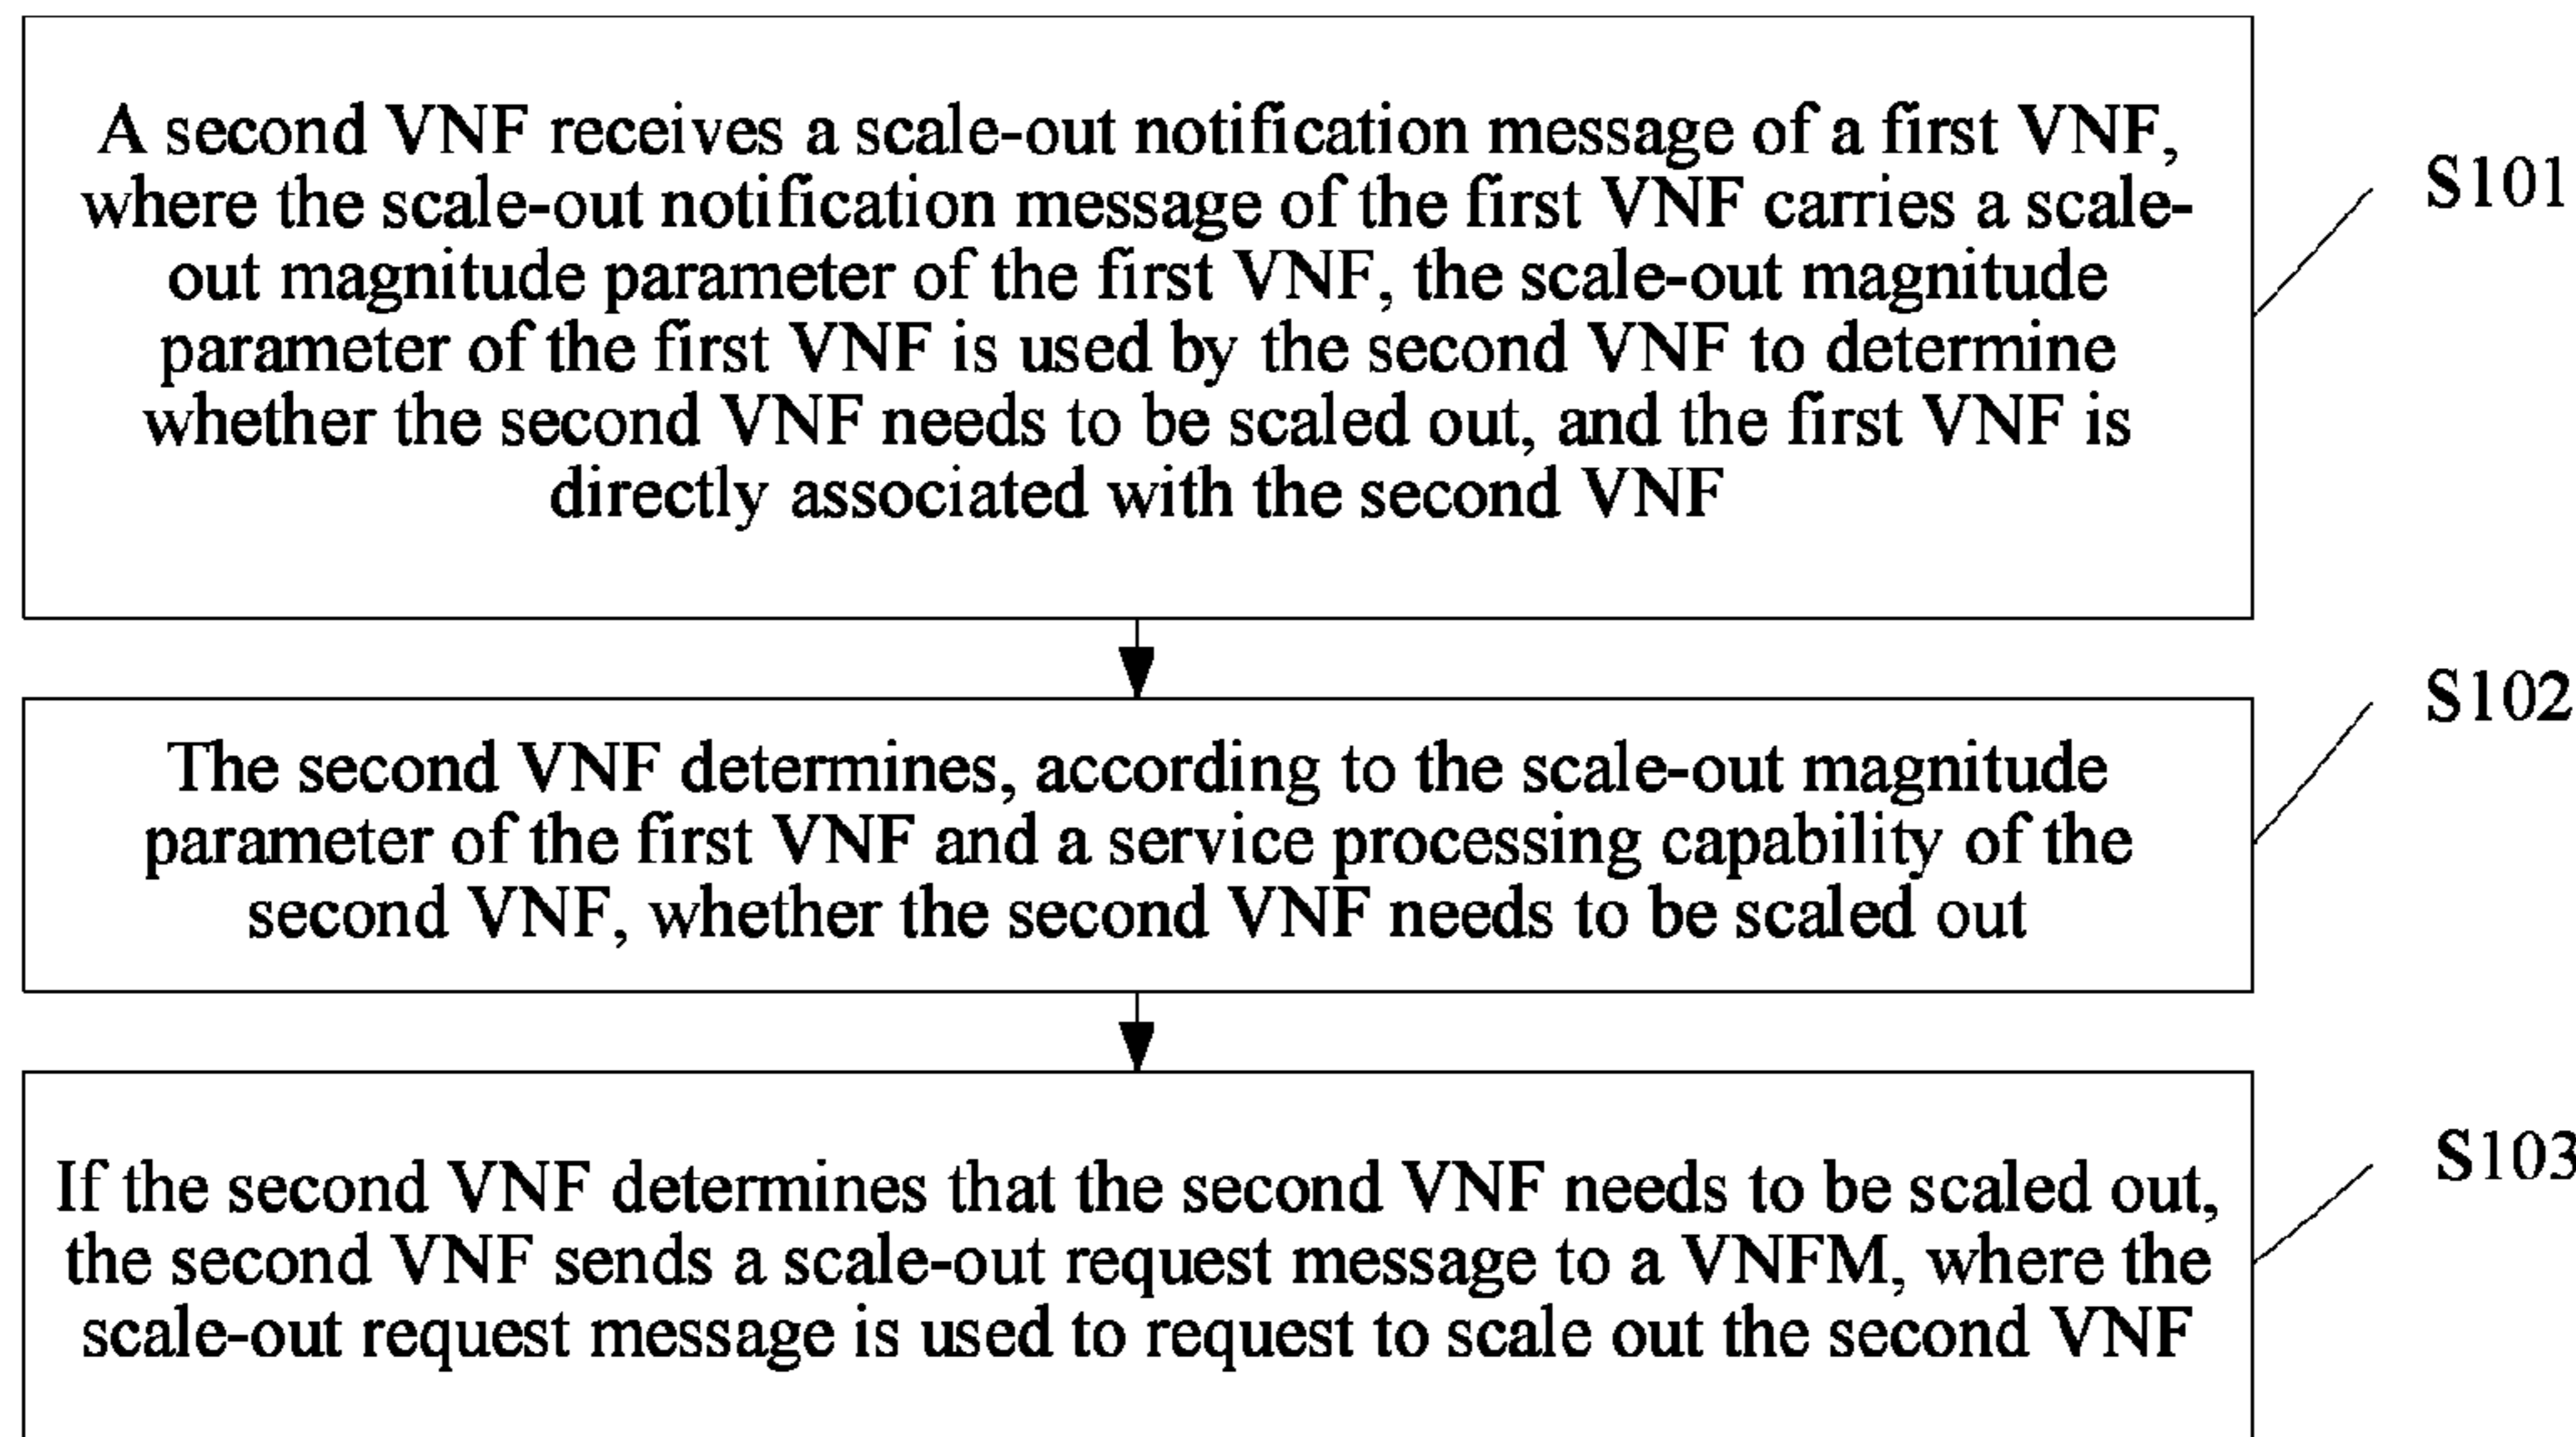 A second VNF receives a scale-out notification message of a first VNF,
where the scale-out notification message of the first VNF carries a scale-
out magnitude parameter of the first VNF, the scale-out magnitude
parameter of the first VNF is used by the second VNF to determine
whether the second VNF needs to be scaled out, and the first VNF is
directly associated with the second VNF
S101
The second VNF determines, according to the scale-out magnitude
parameter of the first VNF and a service processing capability of the
second VNF, whether the second VNF needs to be scaled out
S102
If the second VNF determines that the second VNF needs to be scaled out,
the second VNF sends a scale-out request message to a VNFM, where the
scale-out request message is used to request to scale out the second VNF
S103